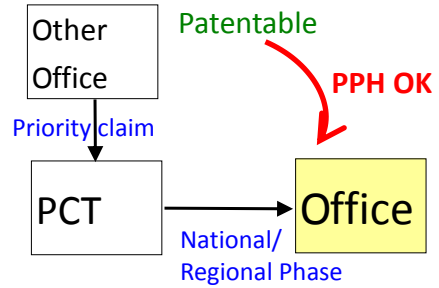 Other
Office
Patentable
PPH OK
Priority claim
PCT
Office
National/
Regional Phase